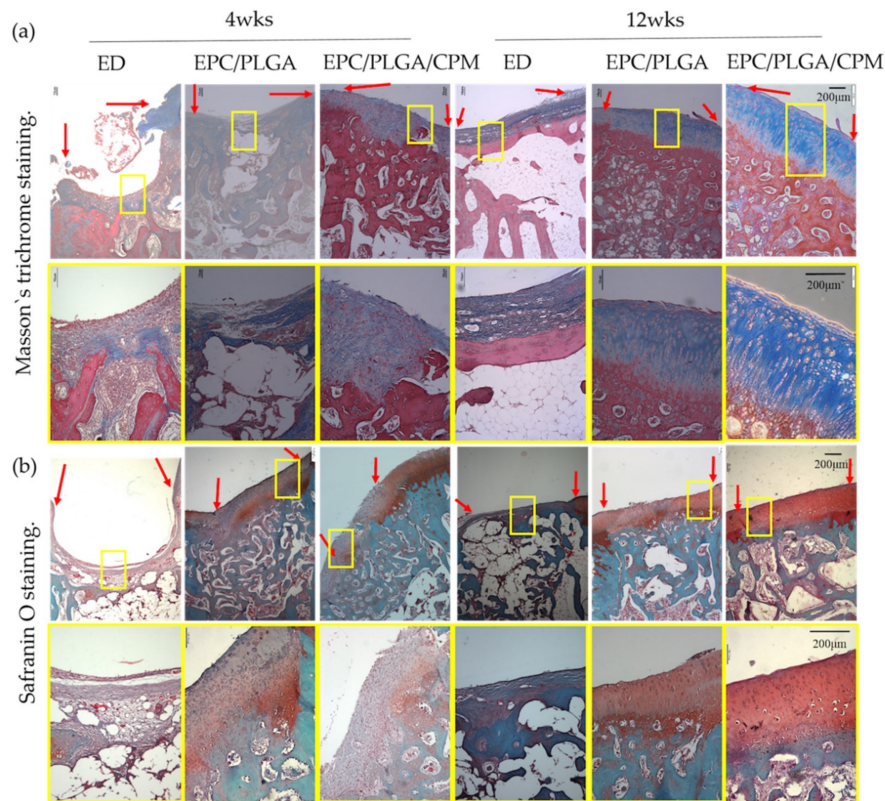 (a)
4wks
12wks
ED
EPC/PLGA
EPC/PLGA/CPM
ED
EPC/PLGA
EPC/PLGA/CPM
Masson`s trichrome staining.
200μm
200μm
(b)
Safranin O staining.
200μm
200μm